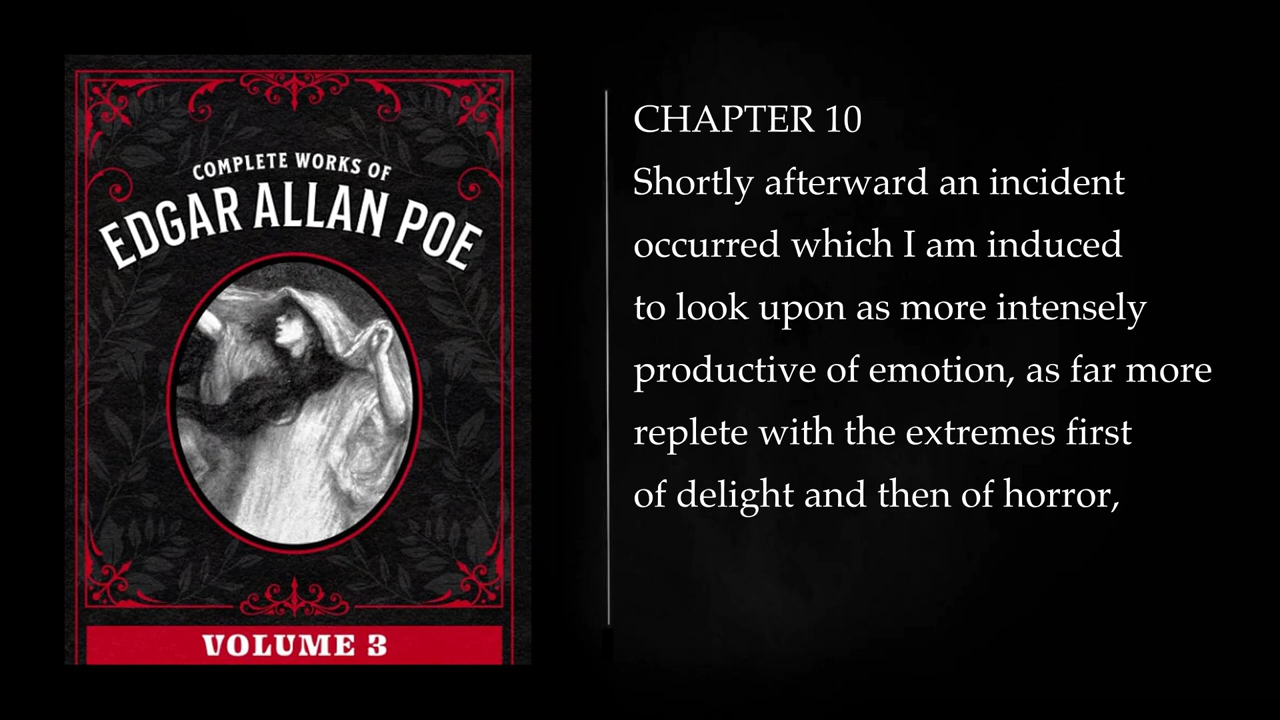 COMPLETE WORKS OF
EDGAR ALLAN POE
VOLUME 3
CHAPTER 10
Shortly afterward an incident
occurred which I am induced
to look upon as more intensely
productive of emotion, as far more
replete with the extremes first
of delight and then of horror,